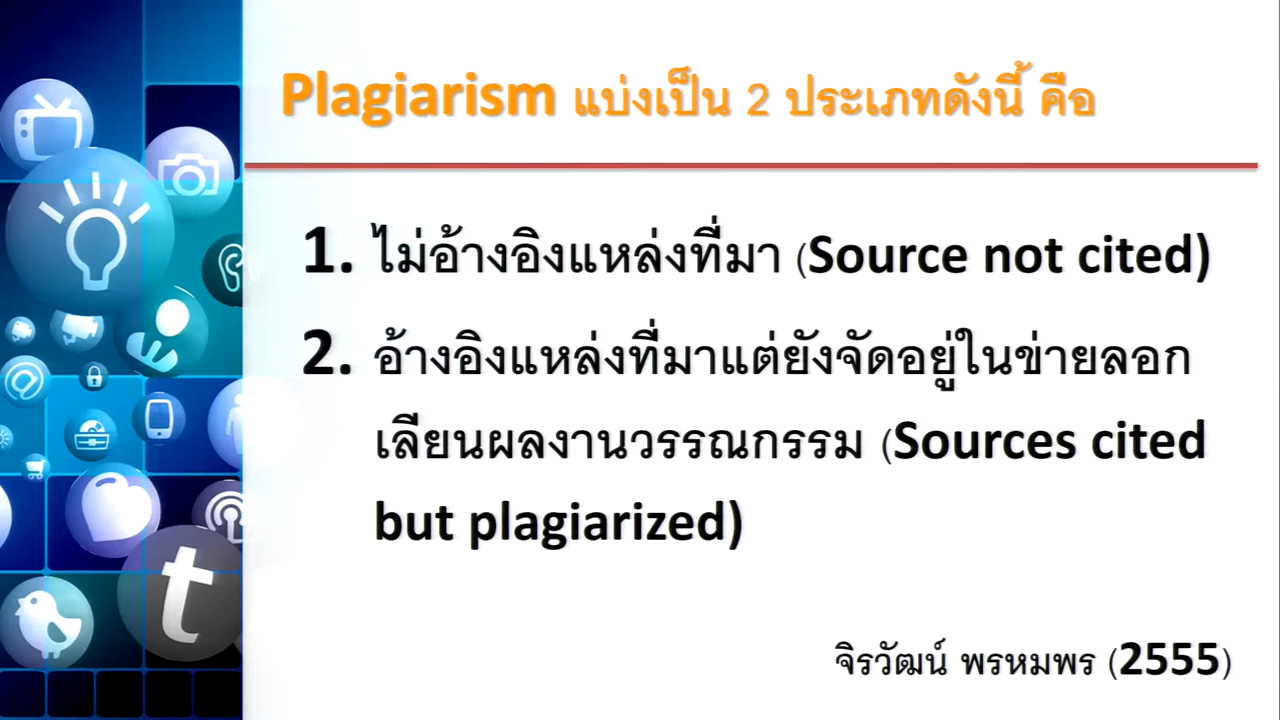 Plagiarism แบ่งเป็น 2 ประเภทดังนี้ คือ
1. ไม่อ้างอิงแหล่งที่มา (Source not cited)
2. อ้างอิงแหล่งที่มาแต่ยังจัดอยู่ในข่ายลอก
เลียนผลงานวรรณกรรม (Sources cited
but plagiarized)
t
จิรวัฒน์ พรหมพร (2555)